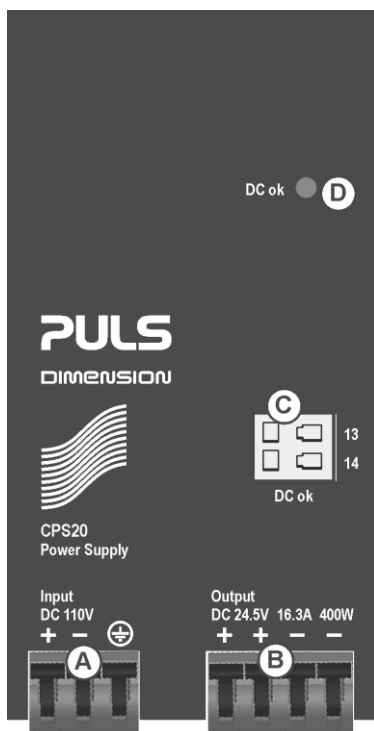 DC ok D
PULS
DIMENSION
C
13
14
DC ok
CPS20
Power Supply
Input
DC 110V
+ −
A
Output
DC 24.5V 16.3A 400W
+ + − −
B